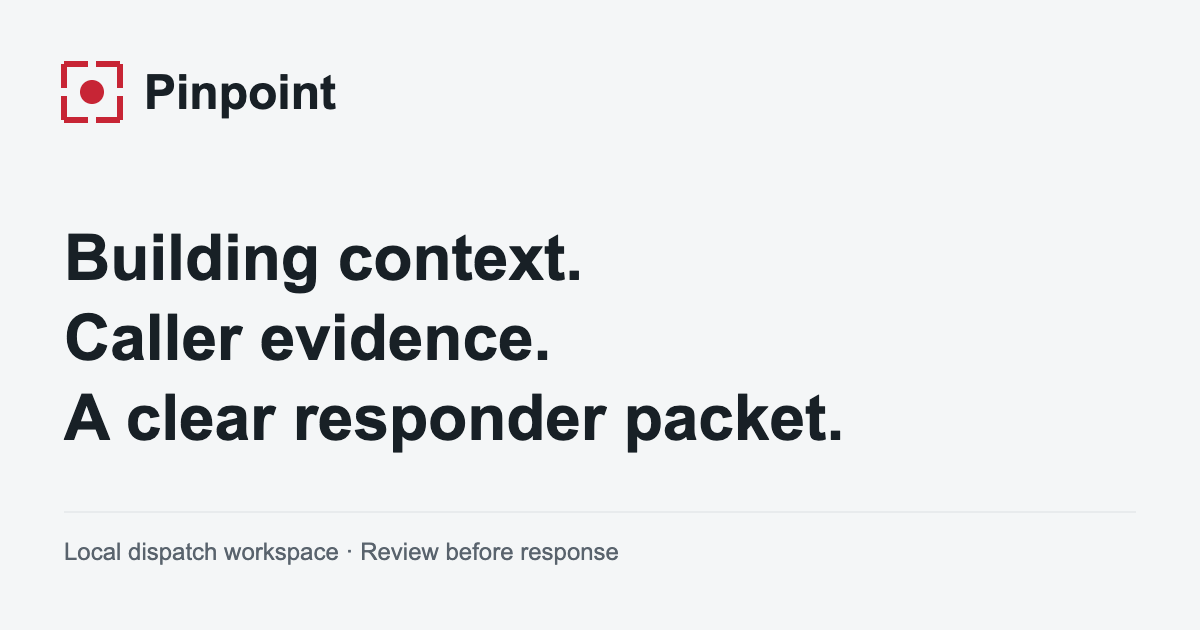 Pinpoint
Building context.
Caller evidence.
A clear responder packet.
Local dispatch workspace · Review before response